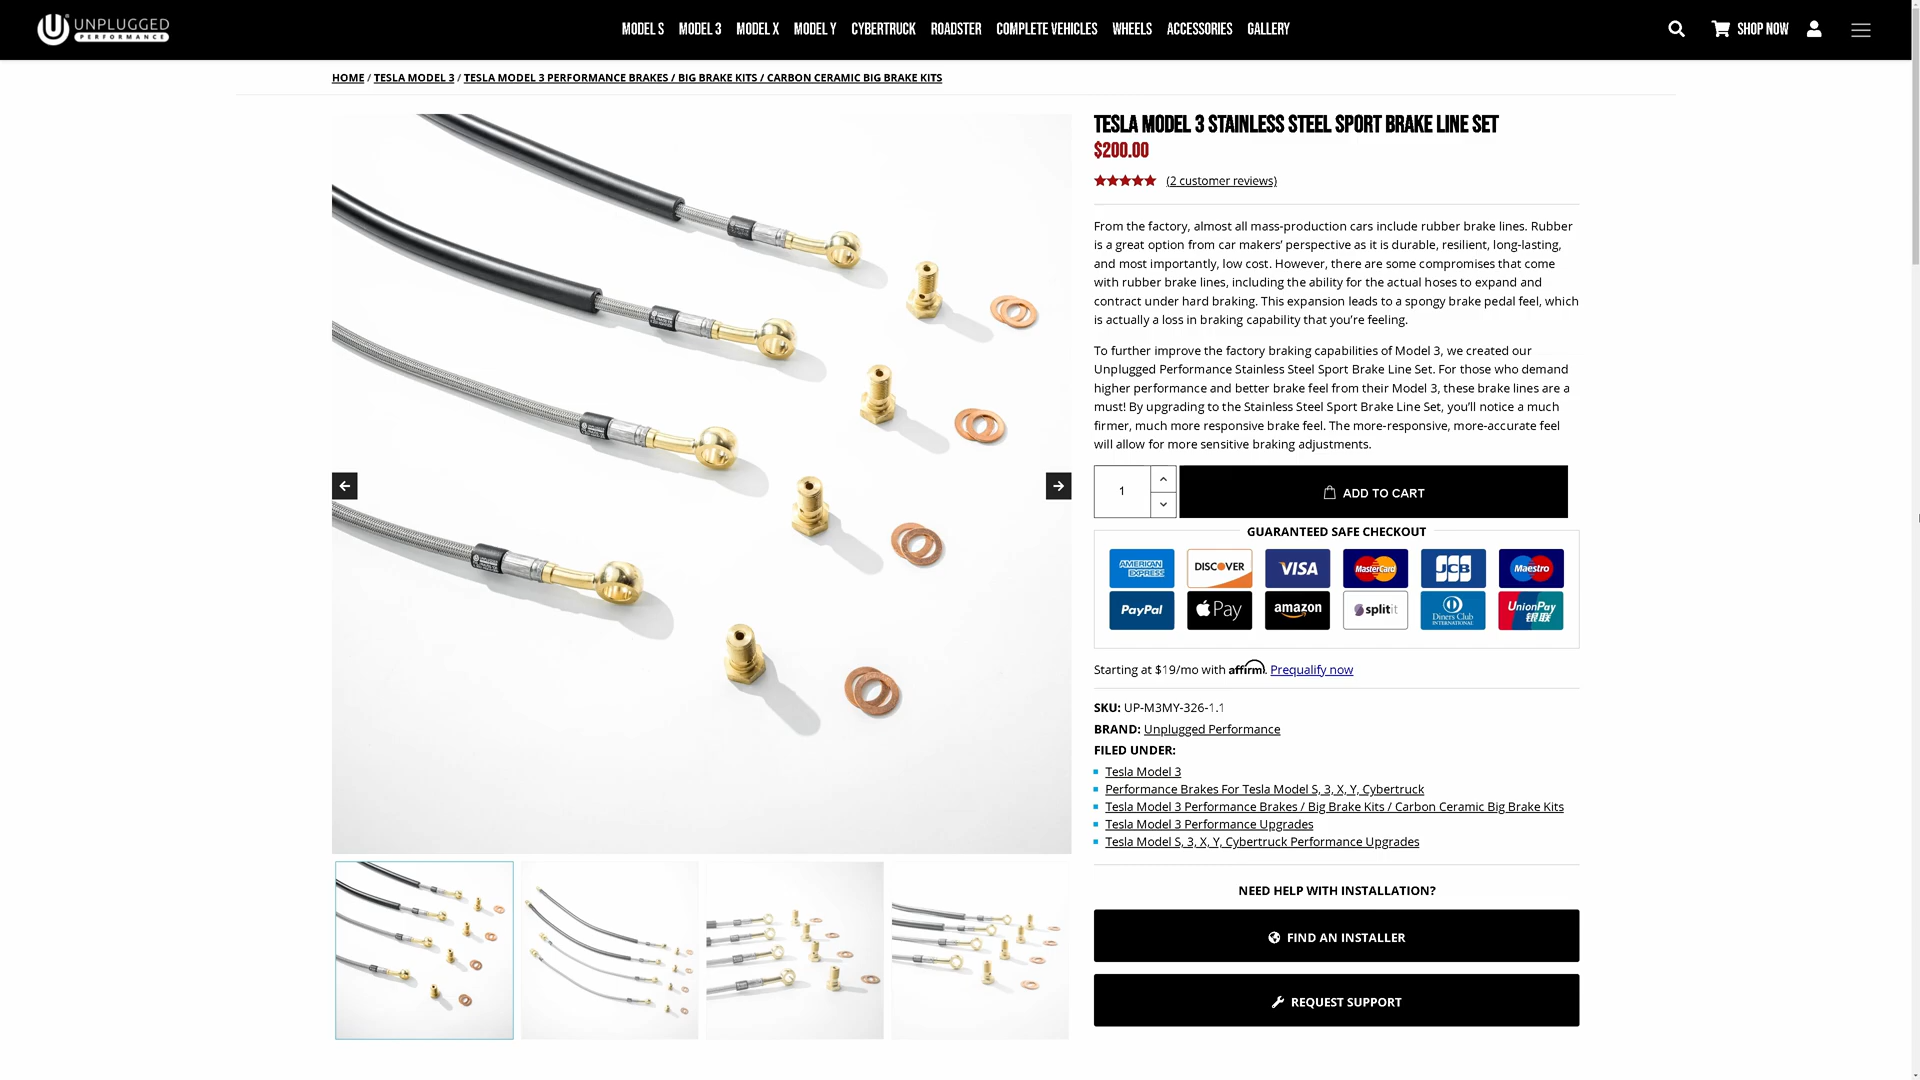 UNPLUGGED
PERFORMANCE
MODEL S MODEL 3 MODEL X MODEL Y CYBERTRUCK ROADSTER COMPLETE VEHICLES WHEELS ACCESSORIES GALLERY
SHOP NOW
HOME / TESLA MODEL 3 / TESLA MODEL 3 PERFORMANCE BRAKES / BIG BRAKE KITS / CARBON CERAMIC BIG BRAKE KITS
TESLA MODEL 3 STAINLESS STEEL SPORT BRAKE LINE SET
$200.00
(2 customer reviews)
From the factory, almost all mass-production cars include rubber brake lines. Rubber
is a great option from car makers’ perspective as it is durable, resilient, long-lasting,
and most importantly, low cost. However, there are some compromises that come
with rubber brake lines, including the ability for the actual hoses to expand and
contract under hard braking. This expansion leads to a spongy brake pedal feel, which
is actually a loss in braking capability that you’re feeling.
To further improve the factory braking capabilities of Model 3, we created our
Unplugged Performance Stainless Steel Sport Brake Line Set. For those who demand
higher performance and better brake feel from their Model 3, these brake lines are a
must! By upgrading to the Stainless Steel Sport Brake Line Set, you’ll notice a much
firmer, much more responsive brake feel. The more-responsive, more-accurate feel
will allow for more sensitive braking adjustments.
1
ADD TO CART
GUARANTEED SAFE CHECKOUT
AMERICAN EXPRESS DISCOVER VISA MasterCard JCB Maestro
PayPal Pay amazon splitit Diners Club INTERNATIONAL UnionPay 银联
Starting at $19/mo with affirm. Prequalify now
SKU: UP-M3MY-326-1.1
BRAND: Unplugged Performance
FILED UNDER:
Tesla Model 3
Performance Brakes For Tesla Model S, 3, X, Y, Cybertruck
Tesla Model 3 Performance Brakes / Big Brake Kits / Carbon Ceramic Big Brake Kits
Tesla Model 3 Performance Upgrades
Tesla Model S, 3, X, Y, Cybertruck Performance Upgrades
NEED HELP WITH INSTALLATION?
FIND AN INSTALLER
REQUEST SUPPORT